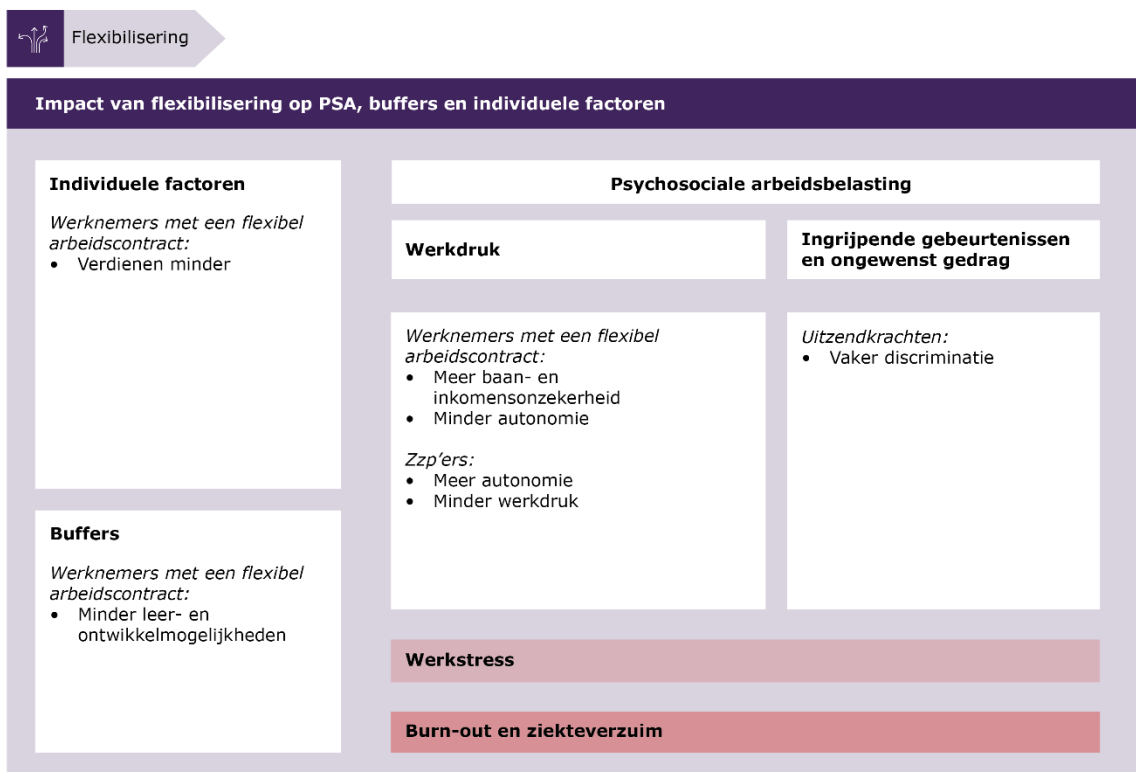 Flexibilisering
Impact van flexibilisering op PSA, buffers en individuele factoren
Individuele factoren
Werknemers met een flexibel
arbeidscontract:
• Verdienen minder
Buffers
Werknemers met een flexibel
arbeidscontract:
• Minder leer- en
ontwikkelmogelijkheden
Psychosociale arbeidsbelasting
Werkdruk
Werknemers met een flexibel
arbeidscontract:
• Meer baan- en
inkomensonzekerheid
• Minder autonomie
Zzp’ers:
• Meer autonomie
• Minder werkdruk
Ingrijpende gebeurtenissen
en ongewenst gedrag
Uitzendkrachten:
• Vaker discriminatie
Werkstress
Burn-out en ziekteverzuim